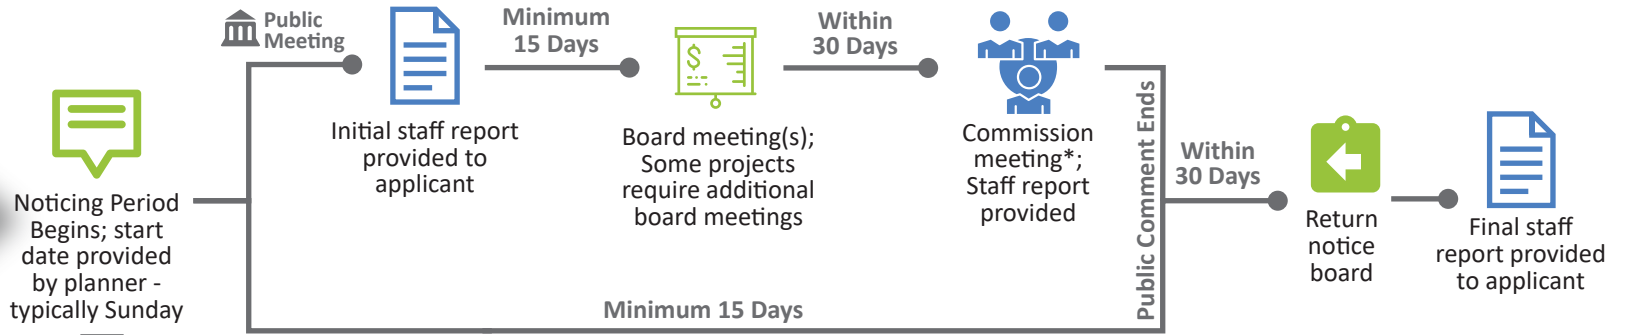 Public
Meeting
Minimum
15 Days
Within
30 Days
Noticing Period
Begins; start
date provided
by planner -
typically Sunday
Initial staff report
provided to
applicant
Board meeting(s);
Some projects
require additional
board meetings
Commission
meeting*;
Staff report
provided
Minimum 15 Days
Public Comment Ends
Within
30 Days
Return
notice
board
Final staff
report provided
to applicant